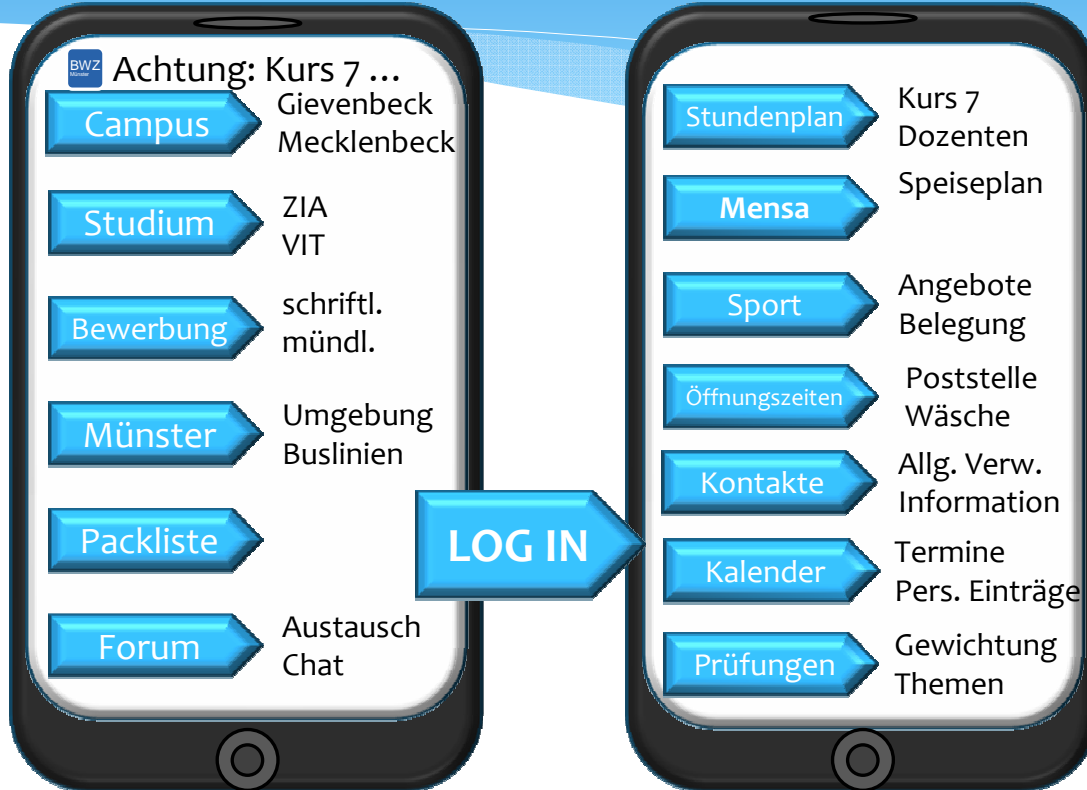 BWZ
Münster
Achtung: Kurs 7 ...
Campus
Gievenbeck
Mecklenbeck
Studium
ZIA
VIT
Bewerbung
schriftl.
mündl.
Münster
Umgebung
Buslinien
Packliste
Forum
Austausch
Chat
LOG IN
Stundenplan
Kurs 7
Dozenten
Mensa
Speiseplan
Sport
Angebote
Belegung
Öffnungszeiten
Poststelle
Wäsche
Kontakte
Allg. Verw.
Information
Kalender
Termine
Pers. Einträge
Prüfungen
Gewichtung
Themen